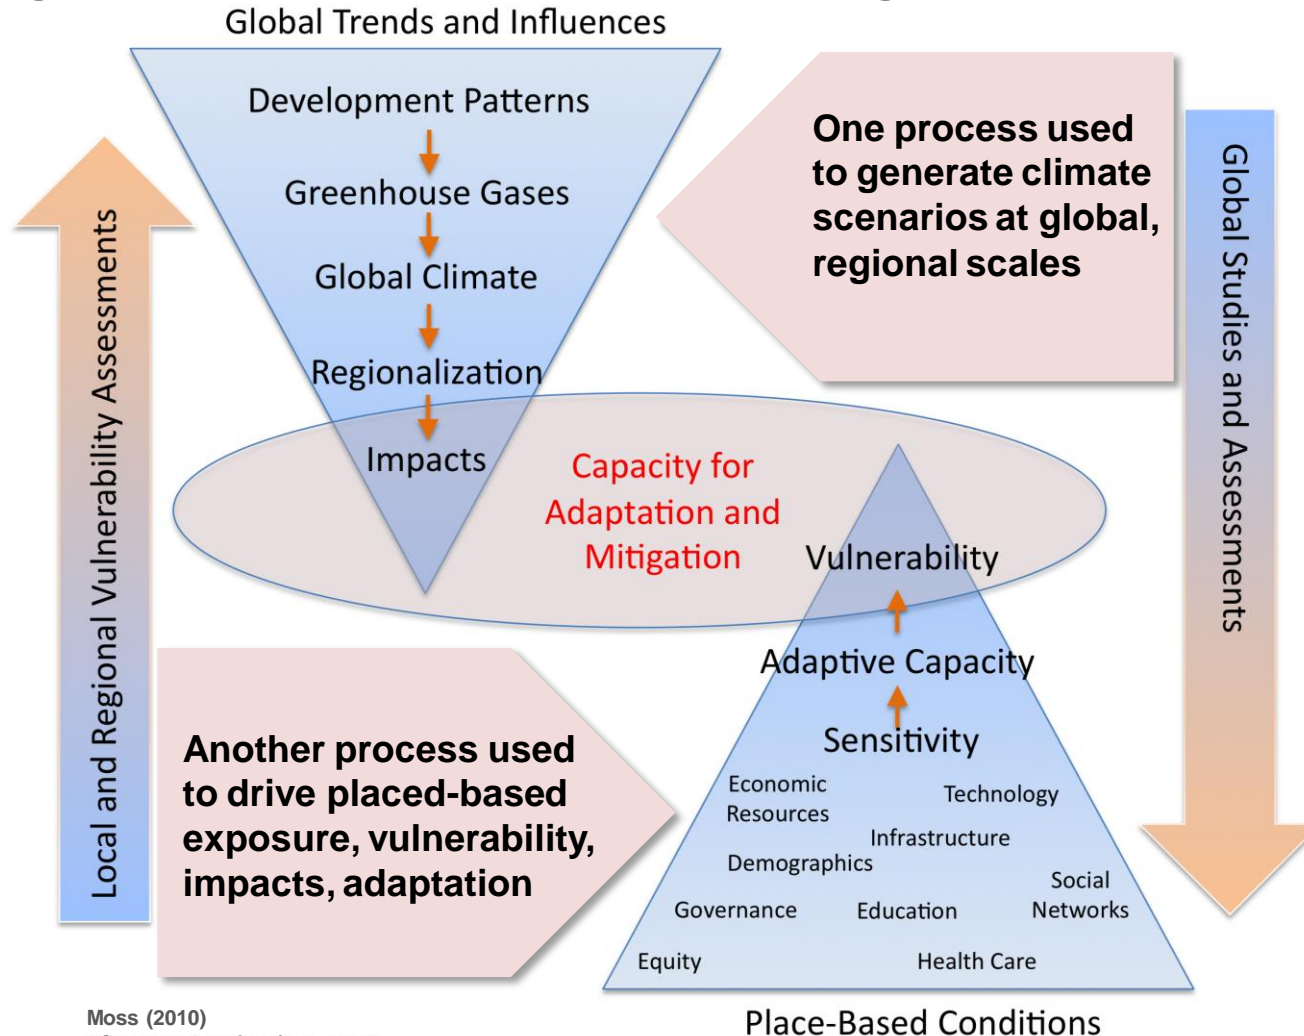 Global Trends and Influences
Development Patterns
Greenhouse Gases
Global Climate
Regionalization
Impacts
One process used
to generate climate
scenarios at global,
regional scales
Global Studies and Assessments
Local and Regional Vulnerability Assessments
Capacity for
Adaptation and
Mitigation
Vulnerability
Adaptive Capacity
Sensitivity
Economic
Resources
Technology
Infrastructure
Demographics
Social
Networks
Governance
Education
Equity
Health Care
Another process used
to drive placed-based
exposure, vulnerability,
impacts, adaptation
Moss (2010)
Place-Based Conditions